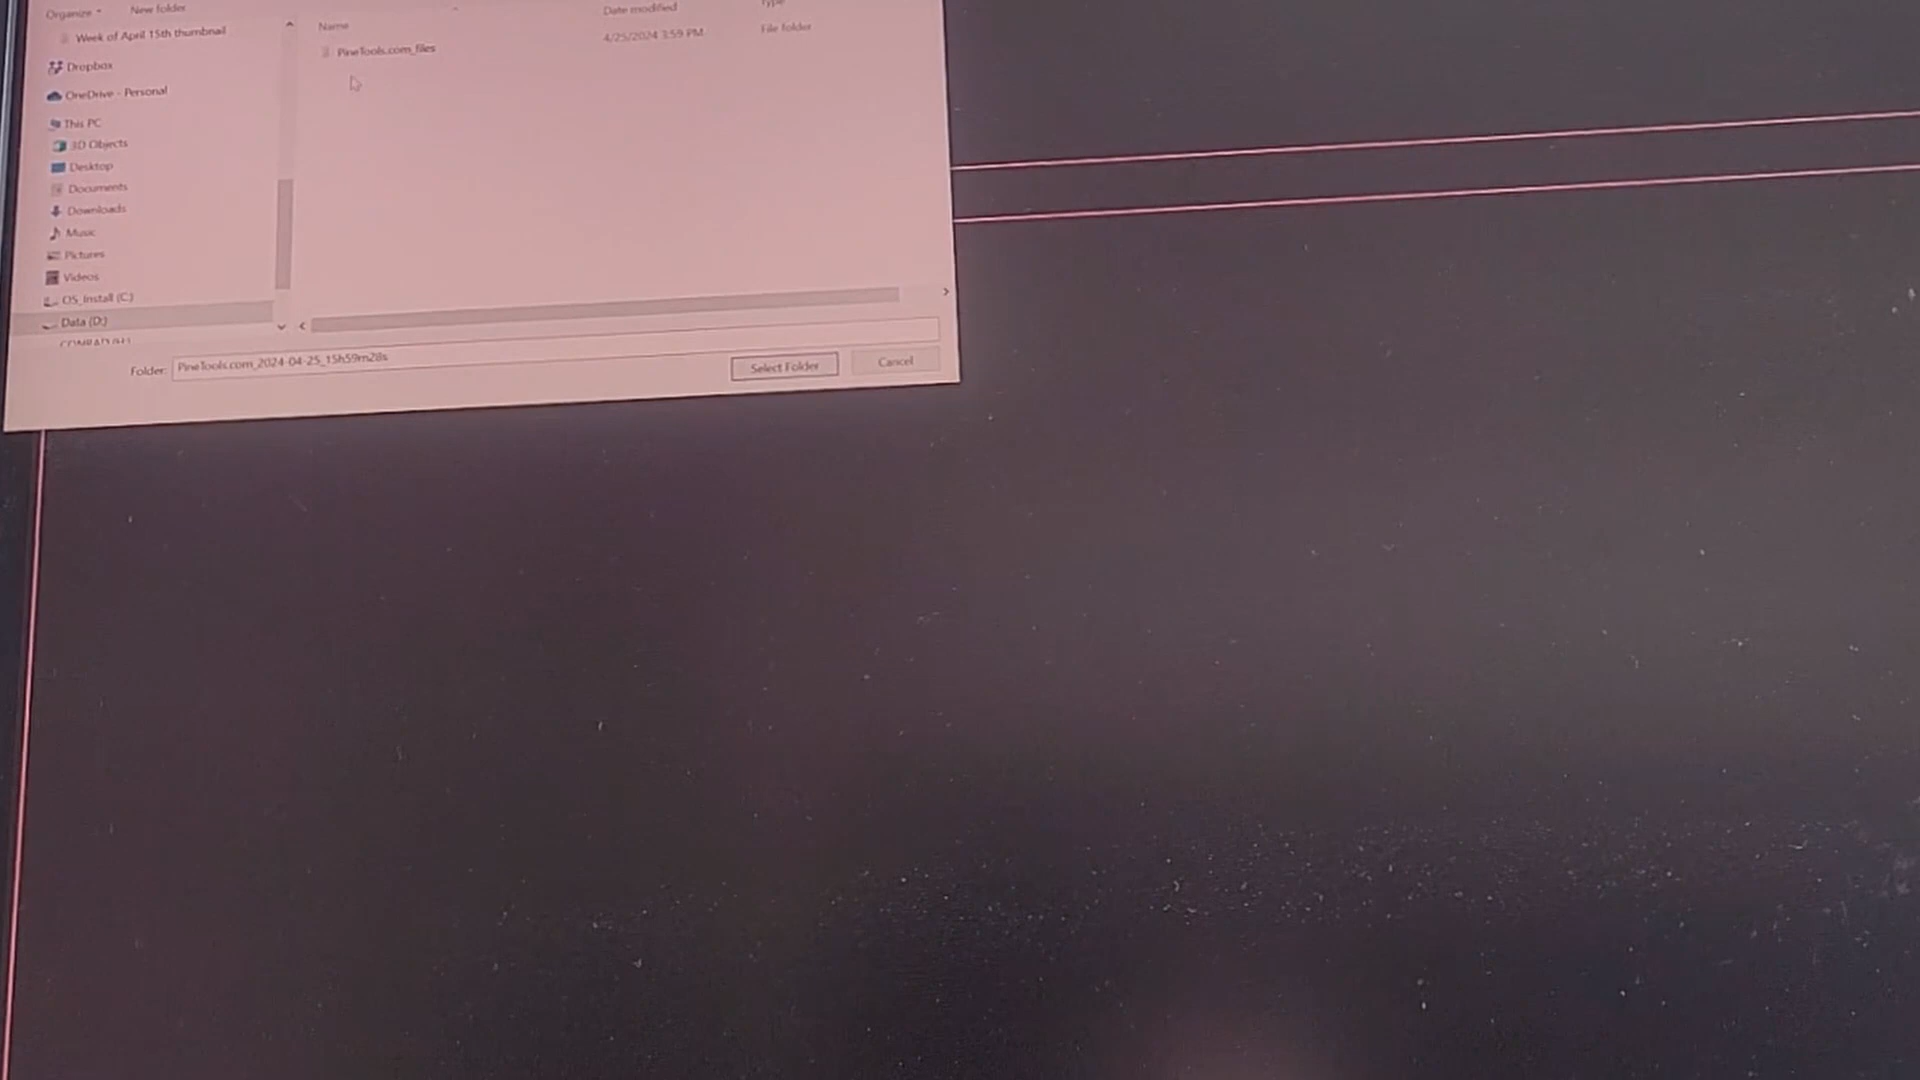 Organize
New folder
Week of April 15th thumbnail
Dropbox
OneDrive - Personal
This PC
3D Objects
Desktop
Documents
Downloads
Music
Pictures
Videos
OS_Install (C:)
Data (D:)
Name
Date modified
Type
PineTools.com_files
4/25/2024 3:59 PM
File folder
Folder:
PineTools.com_2024-04-25_15h59m28s
Select Folder
Cancel